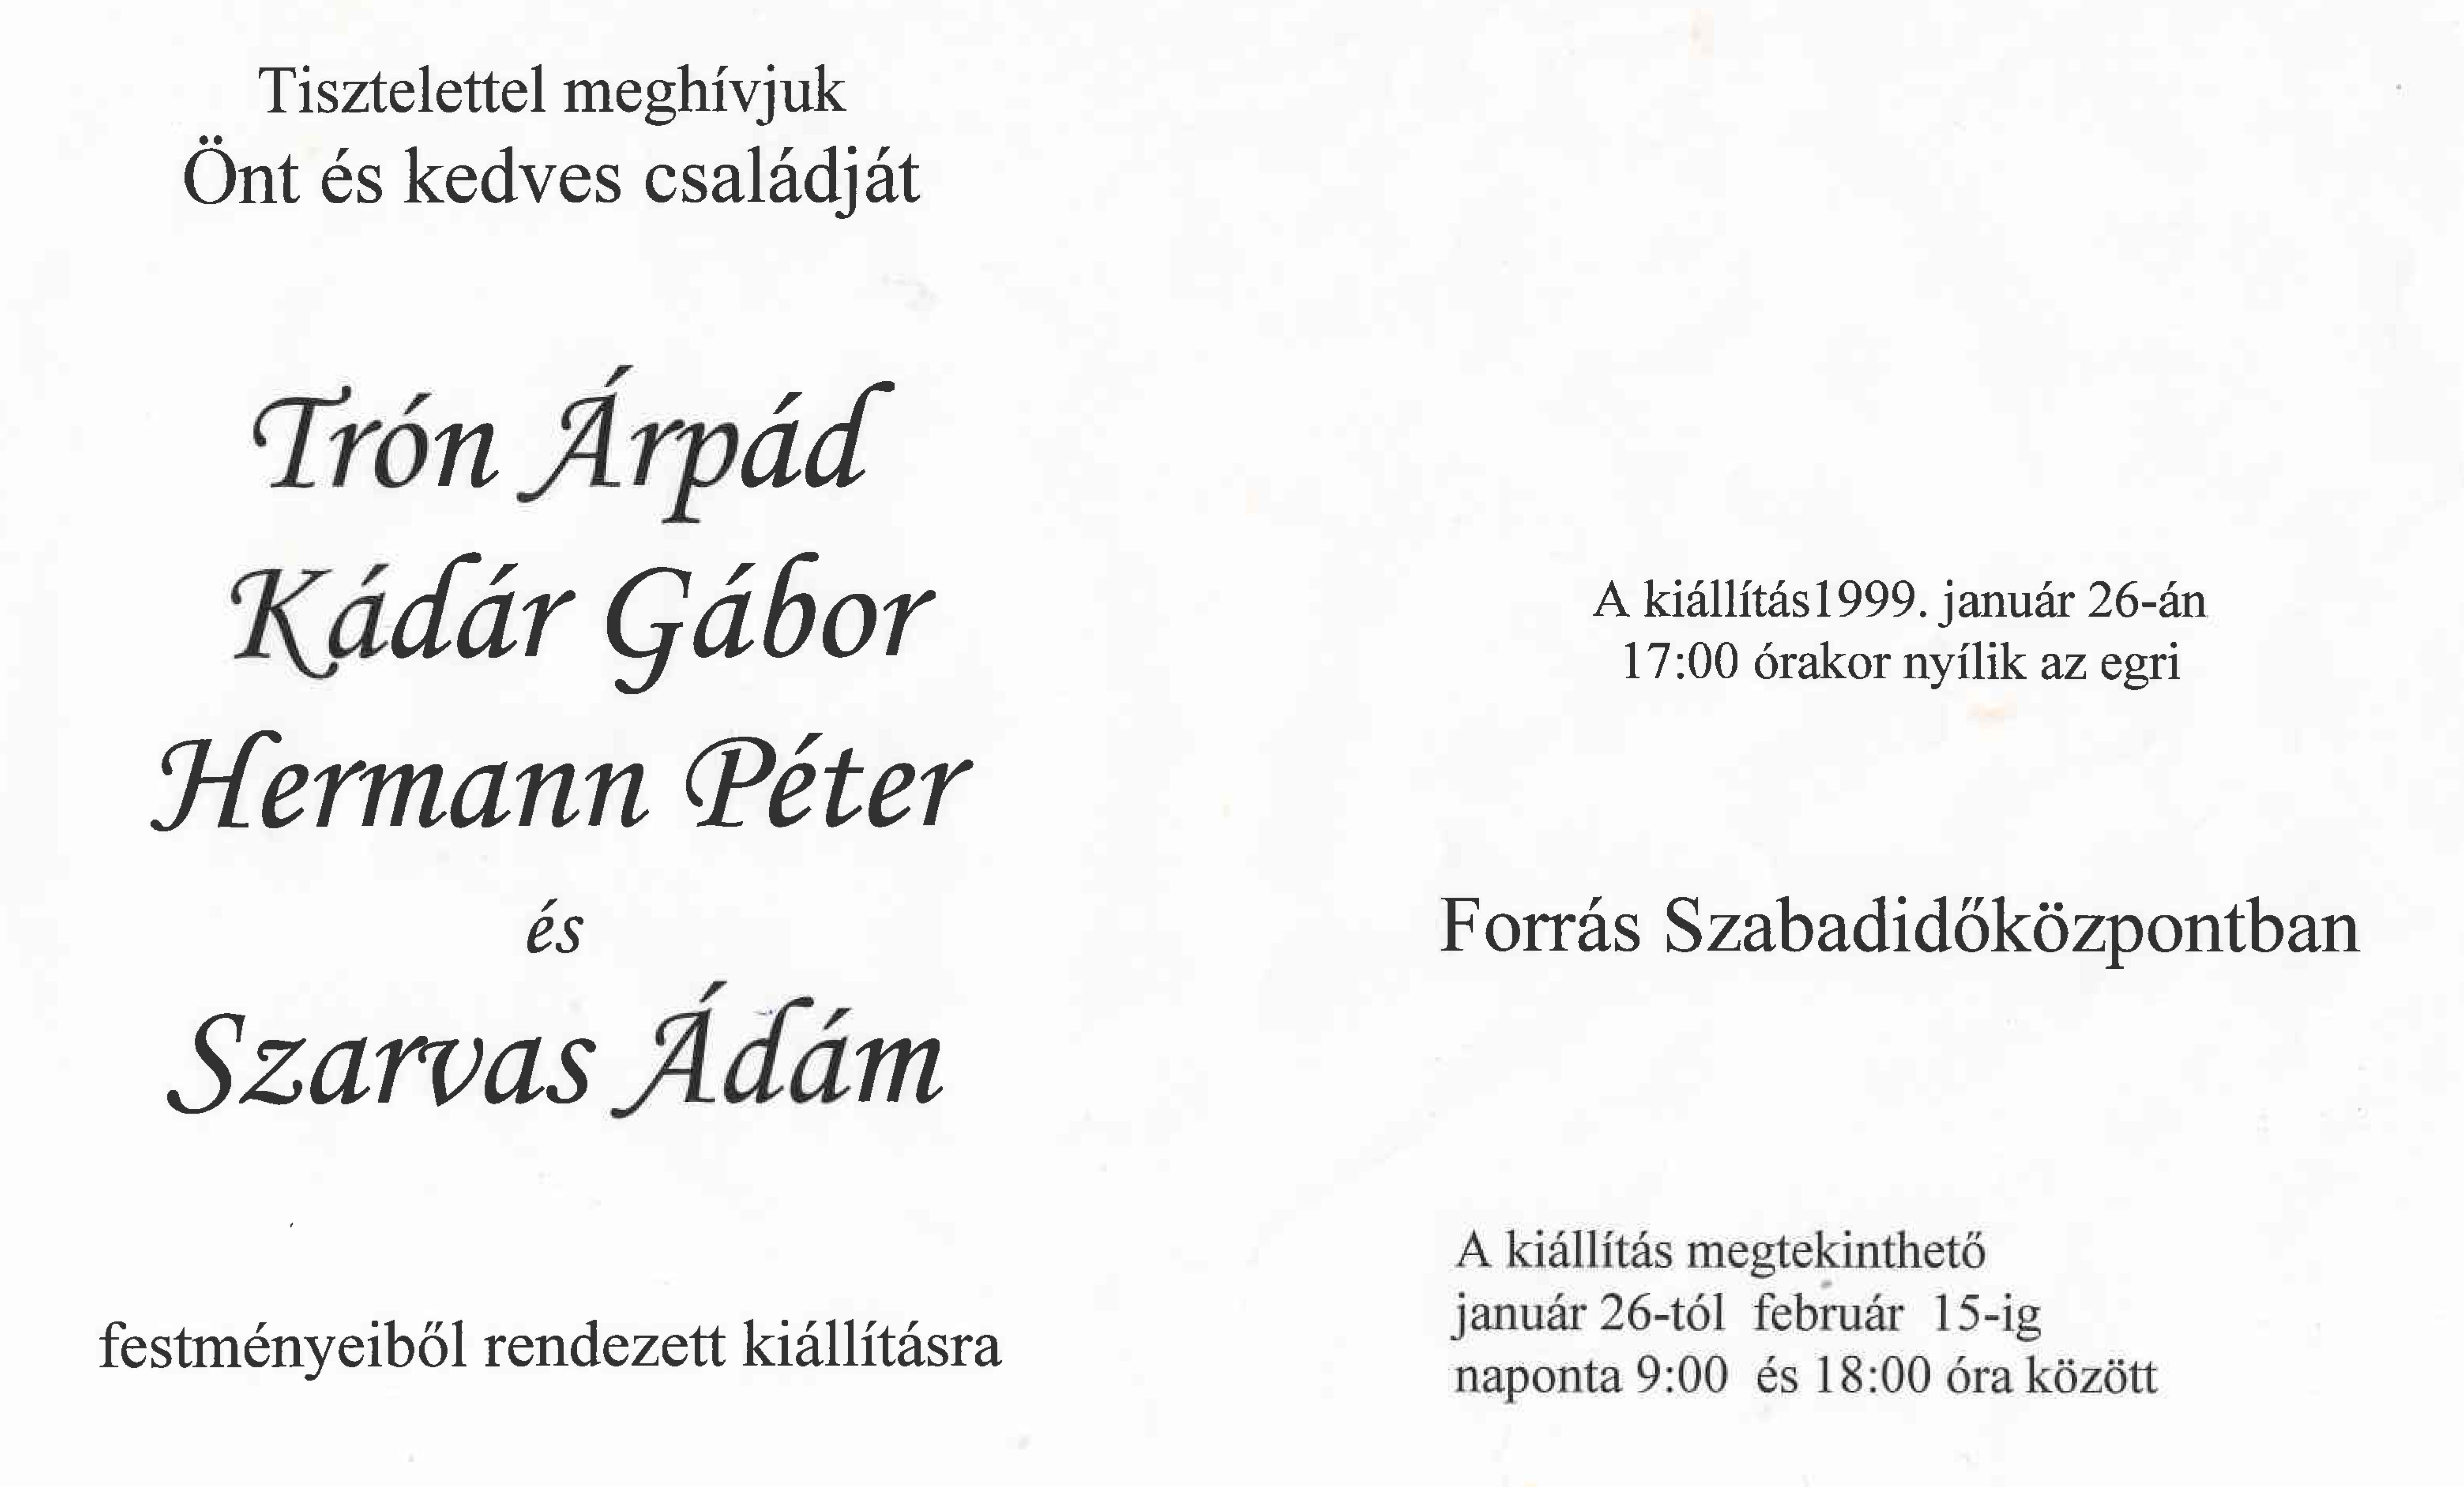 Tisztelettel meghívjuk
Önt és kedves családját
Trón Árpád
Kádár Gábor
Hermann Péter
és
Szarvas Ádám
festményeiből rendezett kiállításra
A kiállítás1999. január 26-án
17:00 órakor nyílik az egri
Forrás Szabadidőközpontban
A kiállítás megtekinthető
január 26-tól február 15-ig
naponta 9:00 és 18:00 óra között